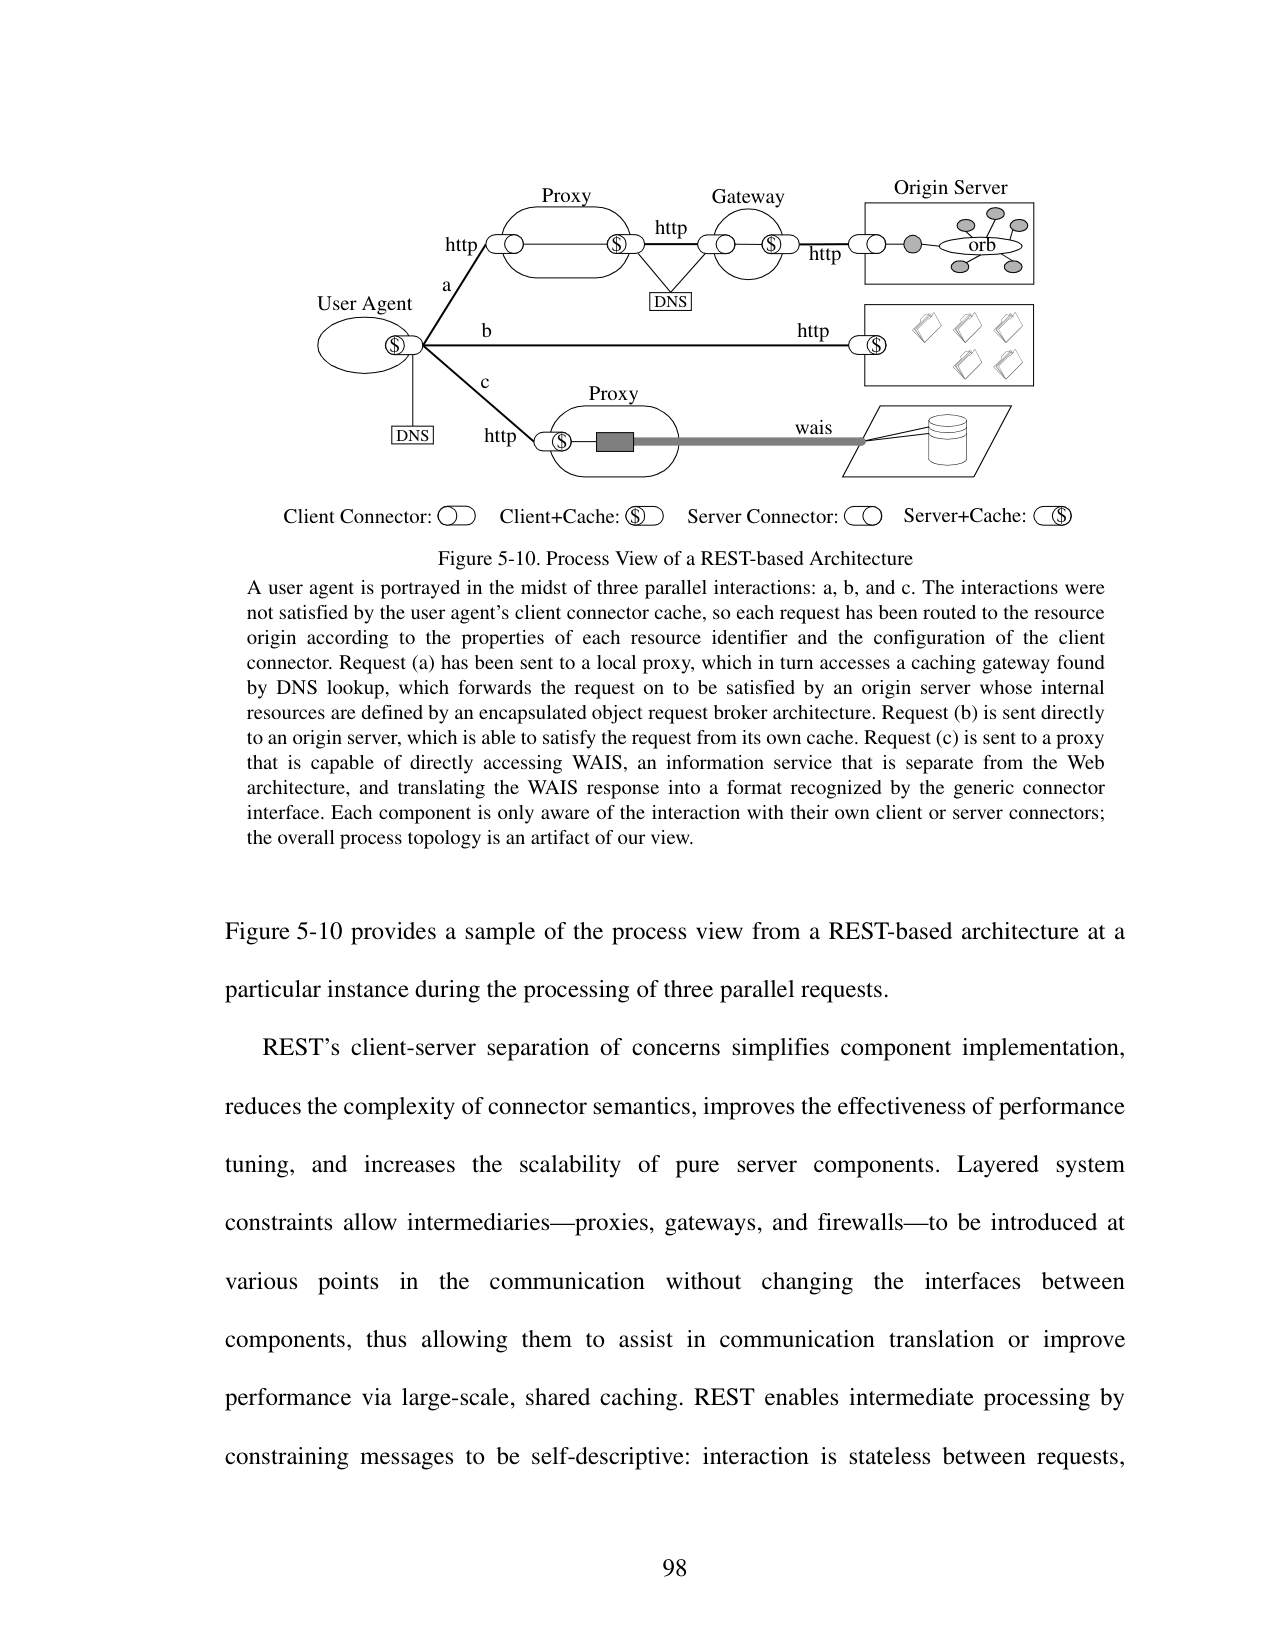 Origin Server
Proxy
Gateway
http
http
http
orb
a
DNS
User Agent
$
$
$
b
http
$
c
Proxy
DNS
http
$
wais
Client Connector: Client+Cache: $ Server Connector: Server+Cache: $
Figure 5-10. Process View of a REST-based Architecture
A user agent is portrayed in the midst of three parallel interactions: a, b, and c. The interactions were
not satisfied by the user agent’s client connector cache, so each request has been routed to the resource
origin according to the properties of each resource identifier and the configuration of the client
connector. Request (a) has been sent to a local proxy, which in turn accesses a caching gateway found
by DNS lookup, which forwards the request on to be satisfied by an origin server whose internal
resources are defined by an encapsulated object request broker architecture. Request (b) is sent directly
to an origin server, which is able to satisfy the request from its own cache. Request (c) is sent to a proxy
that is capable of directly accessing WAIS, an information service that is separate from the Web
architecture, and translating the WAIS response into a format recognized by the generic connector
interface. Each component is only aware of the interaction with their own client or server connectors;
the overall process topology is an artifact of our view.
Figure 5-10 provides a sample of the process view from a REST-based architecture at a
particular instance during the processing of three parallel requests.
REST’s client-server separation of concerns simplifies component implementation,
reduces the complexity of connector semantics, improves the effectiveness of performance
tuning, and increases the scalability of pure server components. Layered system
constraints allow intermediaries—proxies, gateways, and firewalls—to be introduced at
various points in the communication without changing the interfaces between
components, thus allowing them to assist in communication translation or improve
performance via large-scale, shared caching. REST enables intermediate processing by
constraining messages to be self-descriptive: interaction is stateless between requests,
98